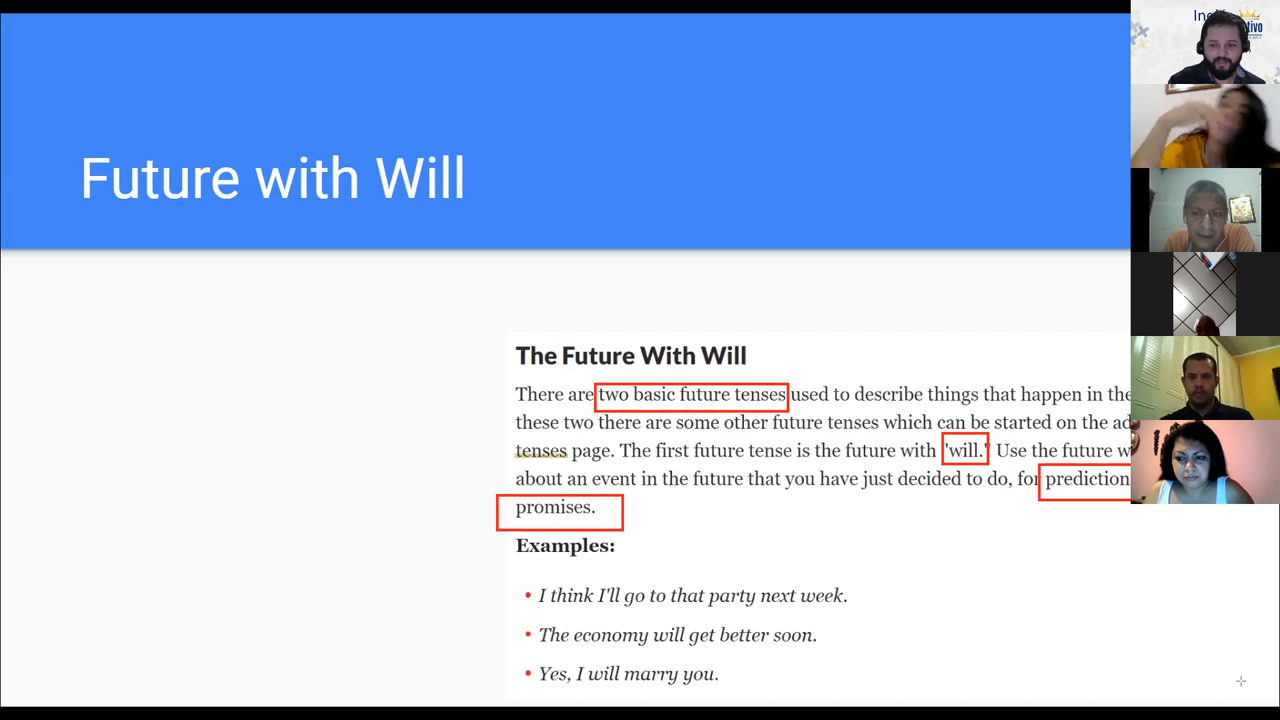 Future with Will
The Future With Will
There are two basic future tenses used to describe things that happen in the
these two there are some other future tenses which can be started on the ad
tenses page. The first future tense is the future with "will." Use the future w
about an event in the future that you have just decided to do, for prediction
promises.
Examples:
• I think I'll go to that party next week.
• The economy will get better soon.
• Yes, I will marry you.